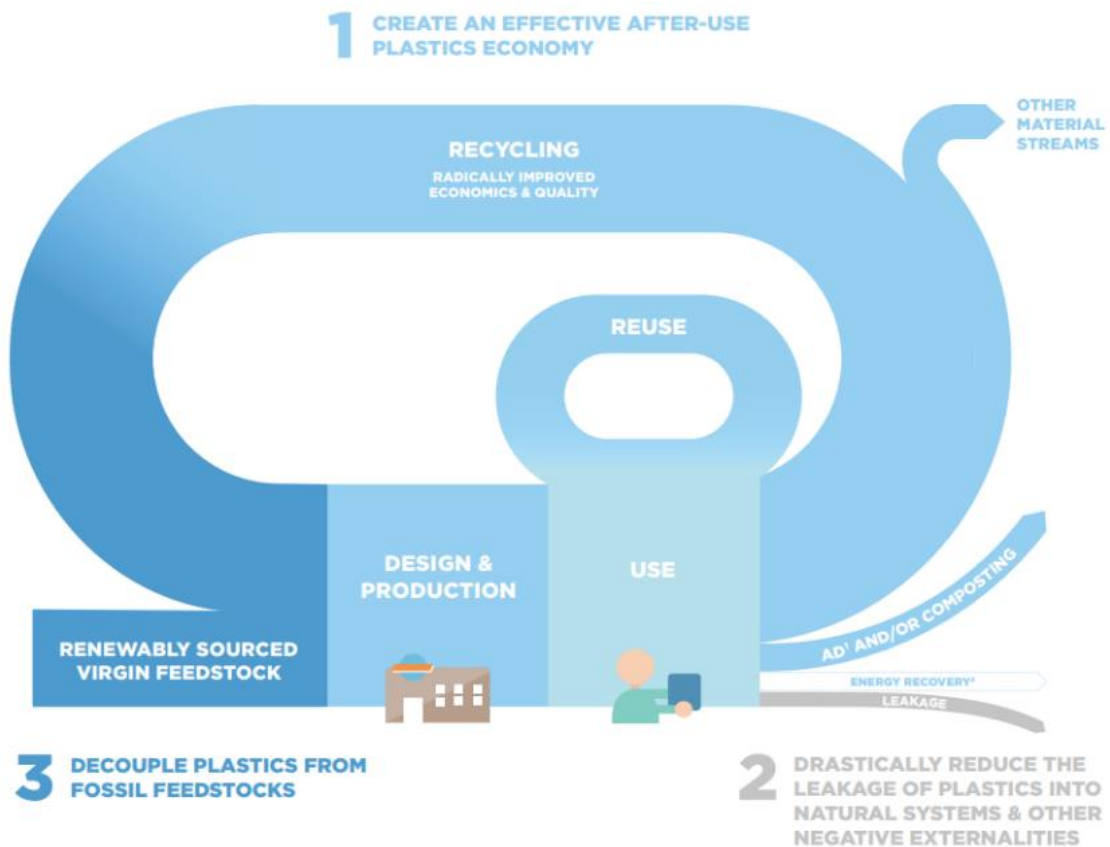 1 CREATE AN EFFECTIVE AFTER-USE
PLASTICS ECONOMY
OTHER
MATERIAL
STREAMS
RECYCLING
RADICALLY IMPROVED
ECONOMICS & QUALITY
REUSE
DESIGN &
PRODUCTION
USE
RENEWABLY SOURCED
VIRGIN FEEDSTOCK
AD¹ AND/OR COMPOSTING
ENERGY RECOVERY²
LEAKAGE
3 DECOUPLE PLASTICS FROM
FOSSIL FEEDSTOCKS
2 DRASTICALLY REDUCE THE
LEAKAGE OF PLASTICS INTO
NATURAL SYSTEMS & OTHER
NEGATIVE EXTERNALITIES